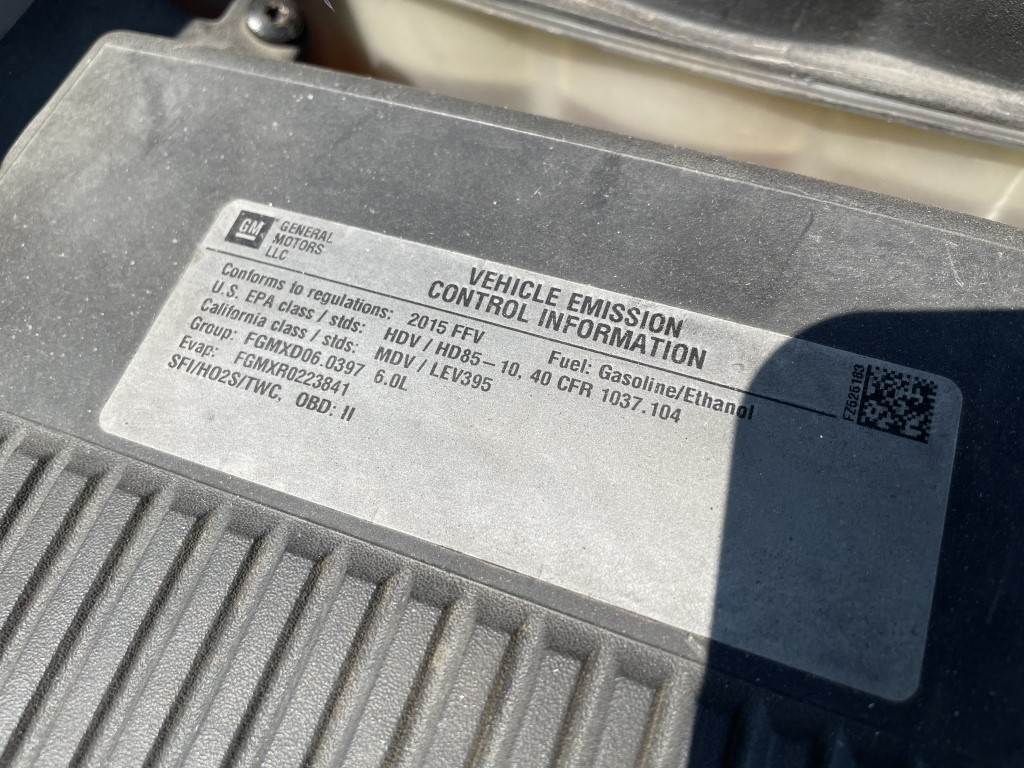 GM GENERAL
MOTORS
LLC
VEHICLE EMISSION
CONTROL INFORMATION
Conforms to regulations: 2015 FFV Fuel: Gasoline/Ethanol
U.S. EPA class / stds: HDV / HD85-10, 40 CFR 1037.104
California class / stds: MDV / LEV395
Group: FGMXD06.0397 6.0L
Evap: FGMXR0223841
SFI/HO2S/TWC, OBD: II
FZ626183